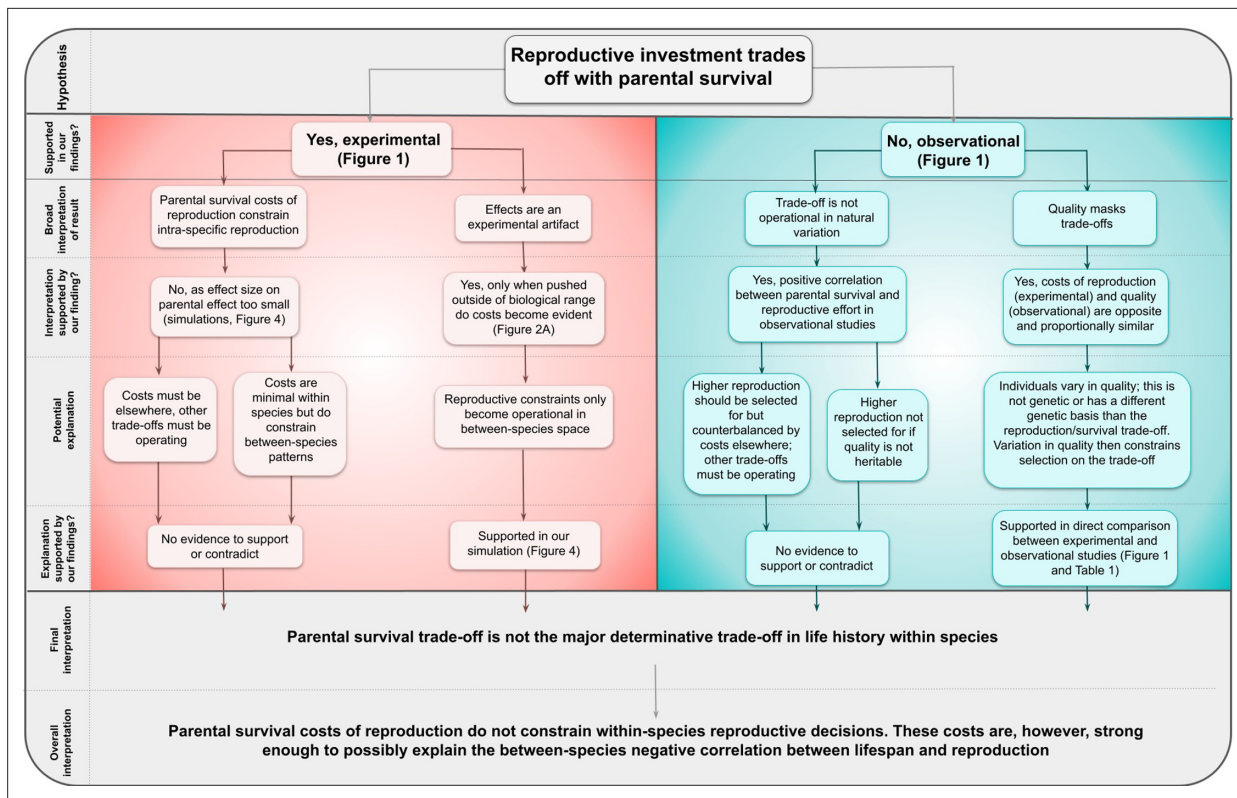 Hypothesis
Reproductive investment trades
off with parental survival
Supported
in our
findings?
Yes, experimental
(Figure 1)
No, observational
(Figure 1)
Broad
interpretation
of result
Parental survival costs of
reproduction constrain
intra-specific reproduction
Effects are an
experimental artifact
Trade-off is not
operational in natural
variation
Quality masks
trade-offs
Interpretation
supported by
our finding?
No, as effect size on
parental effect too small
(simulations, Figure 4)
Yes, only when pushed
outside of biological range
do costs become evident
(Figure 2A)
Yes, positive correlation
between parental survival and
reproductive effort in
observational studies
Yes, costs of reproduction
(experimental) and quality
(observational) are opposite
and proportionally similar
Potential
explanation
Costs must be
elsewhere, other
trade-offs must be
operating
Costs are
minimal within
species but do
constrain
between-species
patterns
Reproductive constraints only
become operational in
between-species space
Higher reproduction
should be selected
for but
counterbalanced by
costs elsewhere;
other trade-offs
must be operating
Higher
reproduction not
selected for if
quality is not
heritable
Individuals vary in quality; this is
not genetic or has a different
genetic basis than the
reproduction/survival trade-off.
Variation in quality then constrains
selection on the trade-off
Explanation
supported by
our findings?
No evidence to support
or contradict
Supported in our
simulation (Figure 4)
No evidence to
support or contradict
Supported in direct comparison
between experimental and
observational studies (Figure 1
and Table 1)
Final
interpretation
Parental survival trade-off is not the major determinative trade-off in life history within species
Overall
interpretation
Parental survival costs of reproduction do not constrain within-species reproductive decisions. These costs are, however, strong
enough to possibly explain the between-species negative correlation between lifespan and reproduction